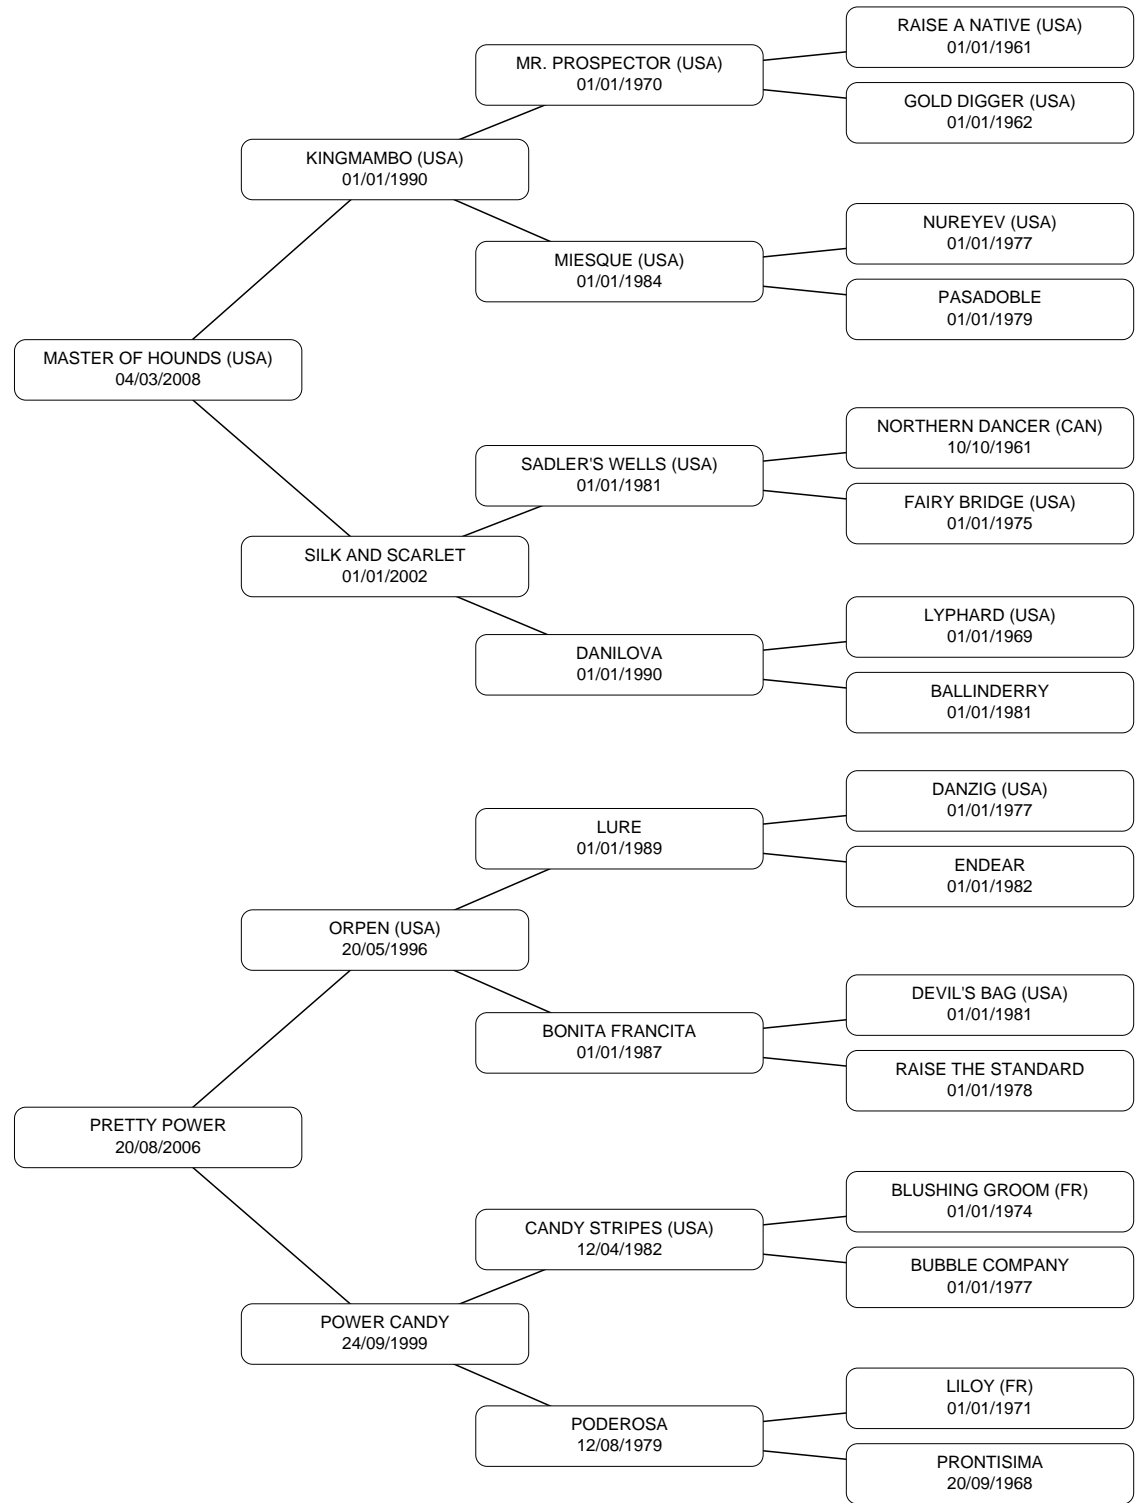 RAISE A NATIVE (USA)
01/01/1961
MR. PROSPECTOR (USA)
01/01/1970
GOLD DIGGER (USA)
01/01/1962
KINGMAMBO (USA)
01/01/1990
NUREYEV (USA)
01/01/1977
MIESQUE (USA)
01/01/1984
PASADOBLE
01/01/1979
MASTER OF HOUNDS (USA)
04/03/2008
NORTHERN DANCER (CAN)
10/10/1961
SADLER'S WELLS (USA)
01/01/1981
FAIRY BRIDGE (USA)
01/01/1975
SILK AND SCARLET
01/01/2002
LYPHARD (USA)
01/01/1969
DANILOVA
01/01/1990
BALLINDERRY
01/01/1981
DANZIG (USA)
01/01/1977
LURE
01/01/1989
ENDEAR
01/01/1982
ORPEN (USA)
20/05/1996
DEVIL'S BAG (USA)
01/01/1981
BONITA FRANCITA
01/01/1987
RAISE THE STANDARD
01/01/1978
PRETTY POWER
20/08/2006
BLUSHING GROOM (FR)
01/01/1974
CANDY STRIPES (USA)
12/04/1982
BUBBLE COMPANY
01/01/1977
POWER CANDY
24/09/1999
LILOY (FR)
01/01/1971
PODEROSA
12/08/1979
PRONTISIMA
20/09/1968